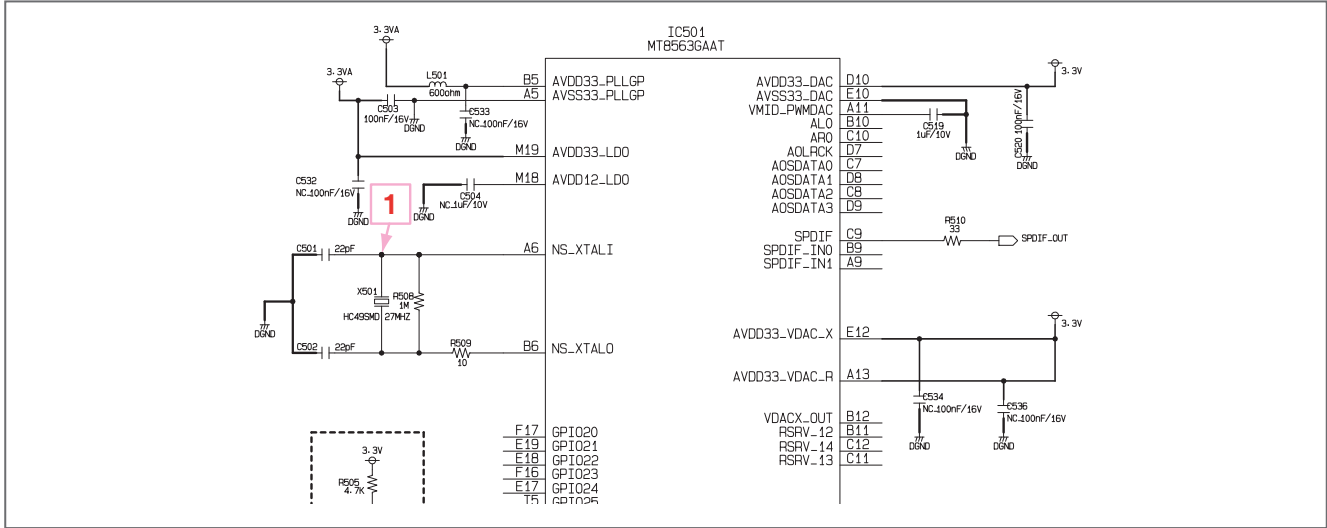 IC501
MT8563GAAT
3.3VA
3.3VA
L501
600ohm
C503
100nF/16V
DGND
C533
NC_100nF/16V
DGND
B5 AVDD33_PLLGP
A5 AVSS33_PLLGP
M19 AVDD33_LDO
M18 AVDD12_LDO
C532
NC_100nF/16V
DGND
DGND
C504
NC_1uF/10V
1
C501 22pF
A6 NS_XTALI
X501
HC49SMD 27MHZ
R508
1M
DGND
C502 22pF
R509
10
B6 NS_XTALO
F17 GPIO20
E19 GPIO21
E18 GPIO22
F16 GPIO23
E17 GPIO24
T5 GPIO25
3.3V
R505
4.7K
AVDD33_DAC D10
AVSS33_DAC E10
VMID_PWMDAC A11
AL0 B10
AR0 C10
AOLRCK D7
AOSDATA0 C7
AOSDATA1 D8
AOSDATA2 C8
AOSDATA3 D9
3.3V
C519
1uF/10V
DGND
C520 100nF/16V
DGND
SPDIF C9
SPDIF_IN0 B9
SPDIF_IN1 A9
R510
33
SPDIF_OUT
3.3V
AVDD33_VDAC_X E12
AVDD33_VDAC_R A13
C534
NC_100nF/16V
DGND
C536
NC_100nF/16V
DGND
VDACX_OUT B12
RSRV_12 B11
RSRV_14 C12
RSRV_13 C11